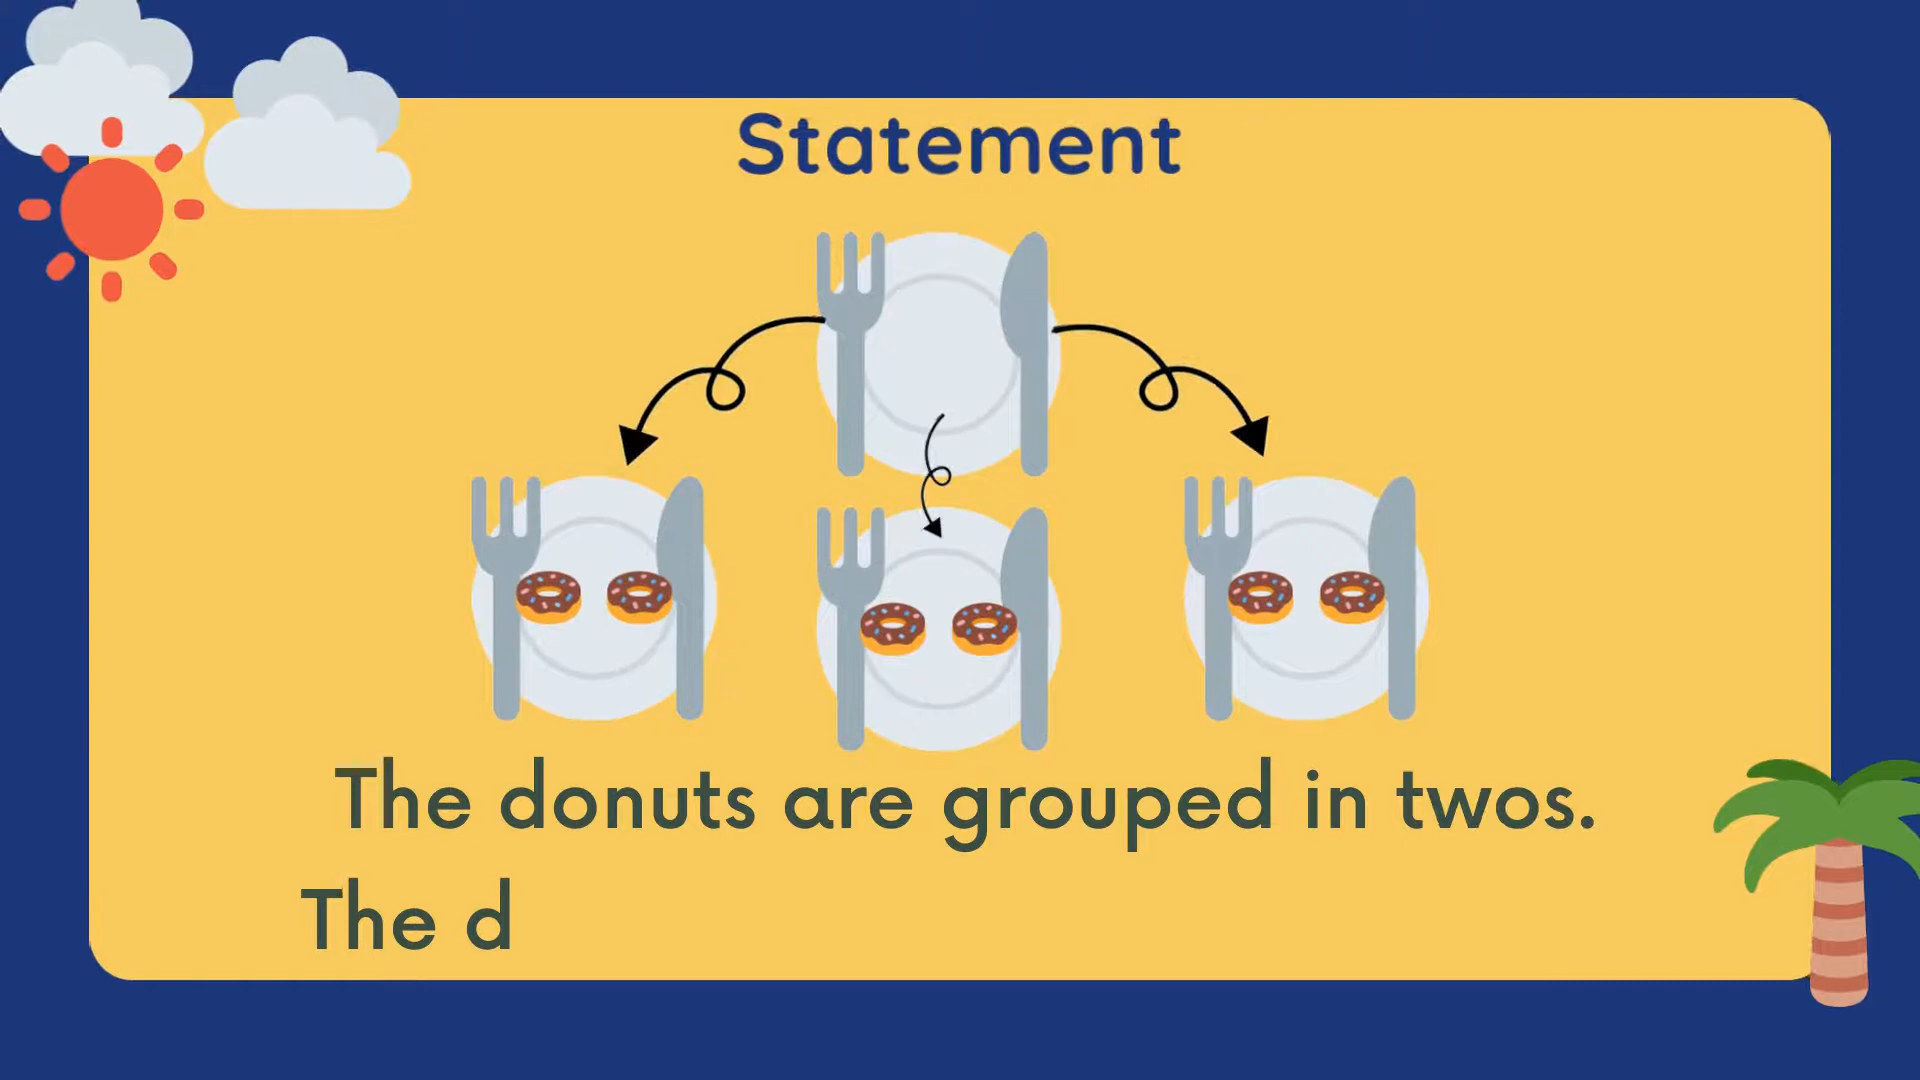 Statement
The donuts are grouped in twos.
The d